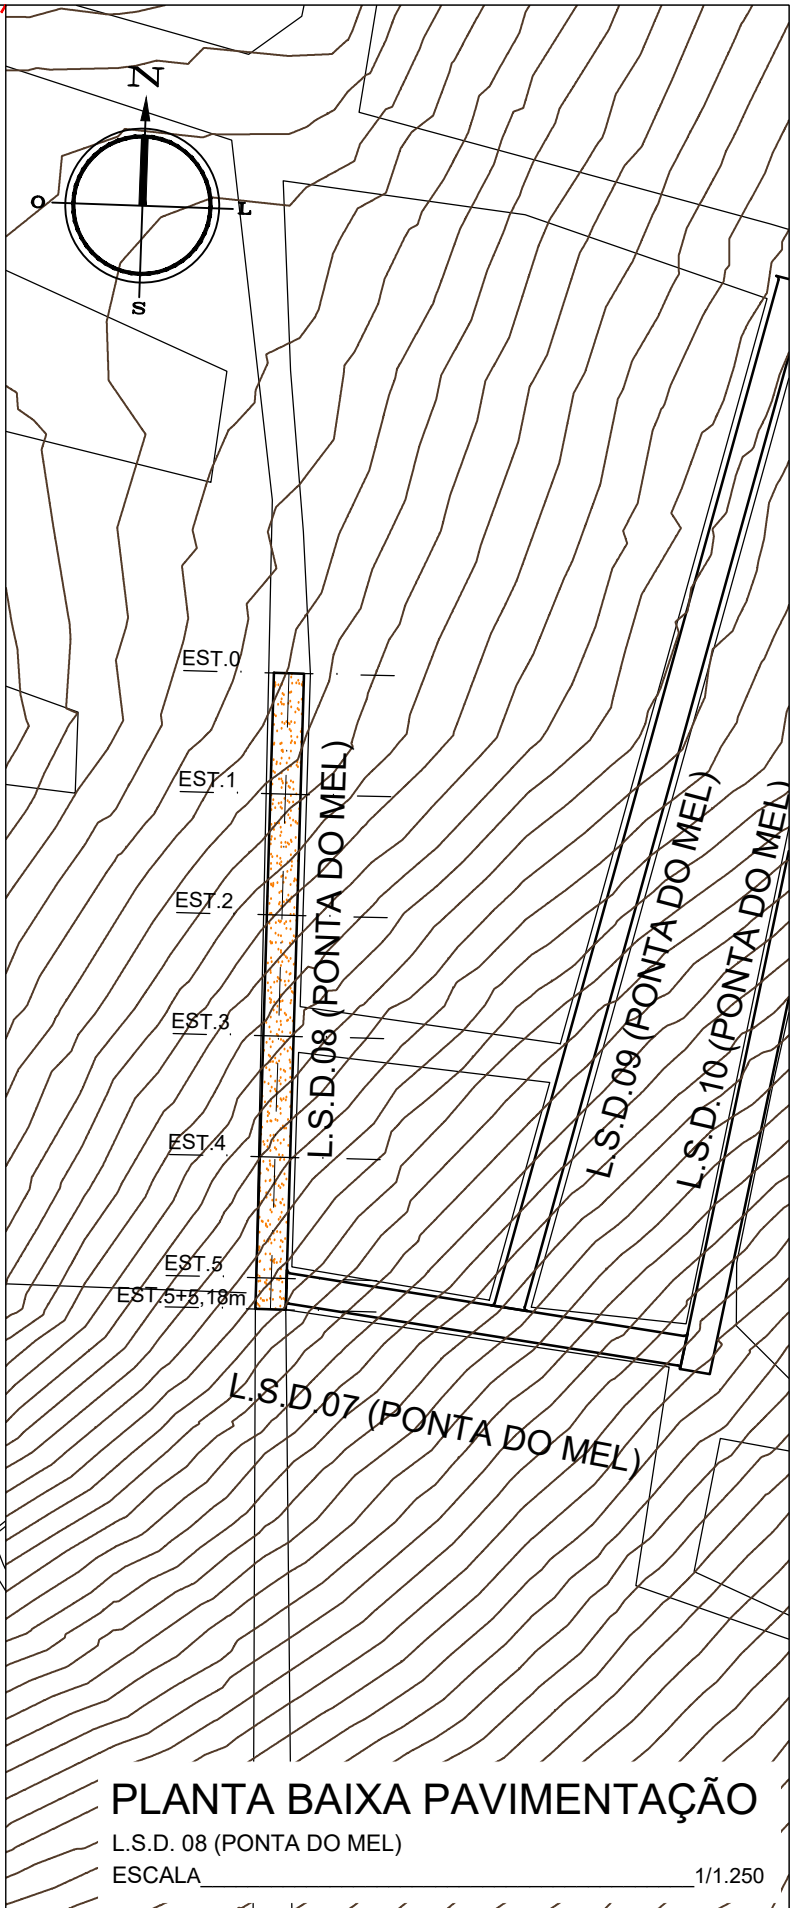 N
O
L
S
EST.0
EST.1
EST.2
EST.3
EST.4
EST.5
EST.5+5,18m
L.S.D.08 (PONTA DO MEL)
L.S.D.09 (PONTA DO MEL)
L.S.D.10 (PONTA DO MEL)
L.S.D.07 (PONTA DO MEL)
PLANTA BAIXA PAVIMENTAÇÃO
L.S.D. 08 (PONTA DO MEL)
ESCALA________________________________________1/1.250